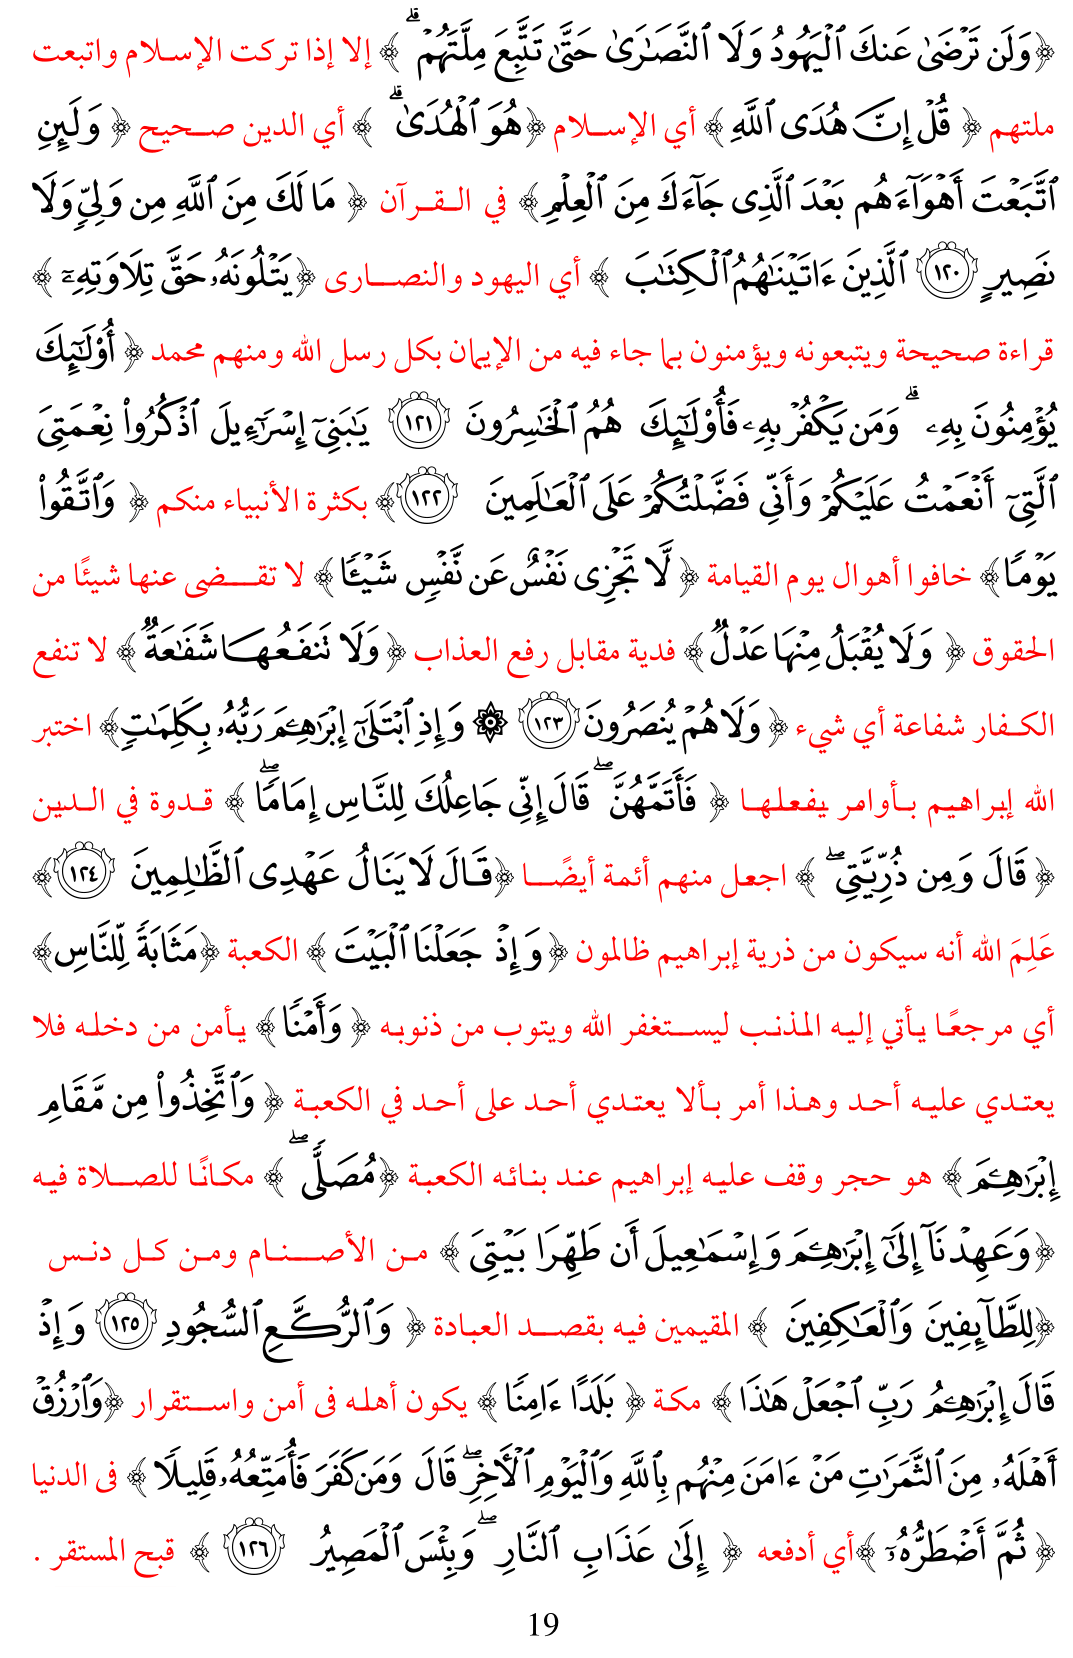 ﴿وَلَن تَرْضَىٰ عَنكَ ٱلْيَهُودُ وَلَا ٱلنَّصَـٰرَىٰ حَتَّىٰ تَتَّبِعَ مِلَّتَهُمْ ۗ ﴾ إلا إذا تركت الإسلام واتبعت
ملتهم ﴿ قُلْ إِنَّ هُدَى ٱللَّهِ ﴾ أي الإسلام ﴿هُوَ ٱلْهُدَىٰ ۗ ﴾ أي الدين صحيح ﴿ وَلَئِنِ
ٱتَّبَعْتَ أَهْوَآءَهُم بَعْدَ ٱلَّذِى جَآءَكَ مِنَ ٱلْعِلْمِ﴾ في القرآن ﴿ مَا لَكَ مِنَ ٱللَّهِ مِن وَلِىٍّ وَلَا
نَصِيرٍ ١٢٠ ٱلَّذِينَ ءَاتَيْنَـٰهُمُ ٱلْكِتَـٰبَ ﴾ أي اليهود والنصارى ﴿يَتْلُونَهُۥ حَقَّ تِلَاوَتِهِۦٓ ﴾
قراءة صحيحة ويتبعونه ويؤمنون بما جاء فيه من الإيمان بكل رسل الله ومنهم محمد ﴿ أُو۟لَـٰٓئِكَ
يُؤْمِنُونَ بِهِۦ ۗ وَمَن يَكْفُرْ بِهِۦ فَأُو۟لَـٰٓئِكَ هُمُ ٱلْخَـٰسِرُونَ ١٢١ يَـٰبَنِىٓ إِسْرَٰٓءِيلَ ٱذْكُرُوا۟ نِعْمَتِىَ
ٱلَّتِىٓ أَنْعَمْتُ عَلَيْكُمْ وَأَنِّى فَضَّلْتُكُمْ عَلَى ٱلْعَـٰلَمِينَ ١٢٢﴾ بكثرة الأنبياء منكم ﴿ وَٱتَّقُوا۟
يَوْمًا﴾ خافوا أهوال يوم القيامة ﴿ لَّا تَجْزِى نَفْسٌ عَن نَّفْسٍ شَيْـًٔا ﴾ لا تقضى عنها شيئًا من
الحقوق ﴿ وَلَا يُقْبَلُ مِنْهَا عَدْلٌ﴾ فدية مقابل رفع العذاب ﴿وَلَا تَنفَعُهَا شَفَـٰعَةٌ﴾ لا تنفع
الكفار شفاعة أي شيء ﴿ وَلَا هُمْ يُنصَرُونَ ١٢٣ ۞ وَإِذِ ٱبْتَلَىٰٓ إِبْرَٰهِـۧمَ رَبُّهُۥ بِكَلِمَـٰتٍ﴾ اختبر
الله إبراهيم بأوامر يفعلها ﴿ فَأَتَمَّهُنَّ ۖ قَالَ إِنِّى جَاعِلُكَ لِلنَّاسِ إِمَامًا ۖ ﴾ قدوة في الدين
﴿ قَالَ وَمِن ذُرِّيَّتِى ۖ ﴾ اجعل منهم أئمة أيضًا ﴿قَالَ لَا يَنَالُ عَهْدِى ٱلظَّـٰلِمِينَ ١٢٤﴾
عَلِمَ الله أنه سيكون من ذرية إبراهيم ظالمون ﴿وَإِذْ جَعَلْنَا ٱلْبَيْتَ ﴾ الكعبة ﴿مَثَابَةً لِّلنَّاسِ﴾
أي مرجعًا يأتي إليه المذنب ليستغفر الله ويتوب من ذنوبه ﴿ وَأَمْنًا﴾ يأمن من دخله فلا
يعتدي عليه أحد وهذا أمر بألا يعتدي أحد على أحد في الكعبة ﴿ وَٱتَّخِذُوا۟ مِن مَّقَامِ
إِبْرَٰهِـۧمَ ﴾ هو حجر وقف عليه إبراهيم عند بنائه الكعبة ﴿مُصَلًّى ۖ ﴾ مكانًا للصلاة فيه
﴿وَعَهِدْنَآ إِلَىٰٓ إِبْرَٰهِـۧمَ وَإِسْمَـٰعِيلَ أَن طَهِّرَا بَيْتِىَ ﴾ من الأصنام ومن كل دنس
﴿لِلطَّآئِفِينَ وَٱلْعَـٰكِفِينَ ﴾ المقيمين فيه بقصد العبادة ﴿ وَٱلرُّكَّعِ ٱلسُّجُودِ ١٢٥ وَإِذْ
قَالَ إِبْرَٰهِـۧمُ رَبِّ ٱجْعَلْ هَـٰذَا ﴾ مكة ﴿ بَلَدًا ءَامِنًا﴾ يكون أهله فى أمن واستقرار ﴿وَٱرْزُقْ
أَهْلَهُۥ مِنَ ٱلثَّمَرَٰتِ مَنْ ءَامَنَ مِنْهُم بِٱللَّهِ وَٱلْيَوْمِ ٱلْـَٔاخِرِ ۖ قَالَ وَمَن كَفَرَ فَأُمَتِّعُهُۥ قَلِيلًا ﴾ فى الدنيا
﴿ ثُمَّ أَضْطَرُّهُۥٓ ﴾أي أدفعه ﴿ إِلَىٰ عَذَابِ ٱلنَّارِ ۖ وَبِئْسَ ٱلْمَصِيرُ ١٢٦ ﴾ قبح المستقر .
19